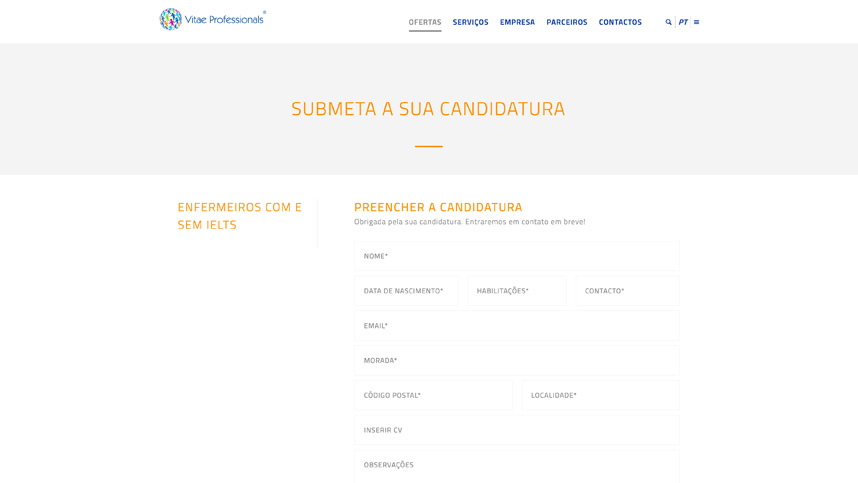 Vitae Professionals®
OFERTAS SERVIÇOS EMPRESA PARCEIROS CONTACTOS PT
SUBMETA A SUA CANDIDATURA
ENFERMEIROS COM E
SEM IELTS
PREENCHER A CANDIDATURA
Obrigada pela sua candidatura. Entraremos em contato em breve!
NOME*
DATA DE NASCIMENTO* HABILITAÇÕES* CONTACTO*
EMAIL*
MORADA*
CÓDIGO POSTAL* LOCALIDADE*
INSERIR CV
OBSERVAÇÕES